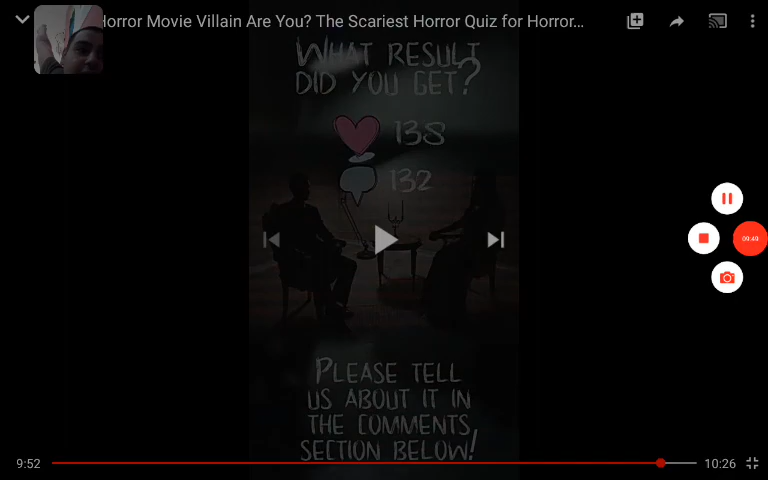 Horror Movie Villain Are You? The Scariest Horror Quiz for Horror...
WHAT RESULT
DID YOU GET?
138
132
09:49
PLEASE TELL
US ABOUT IT IN
THE COMMENTS
SECTION BELOW!
9:52
10:26